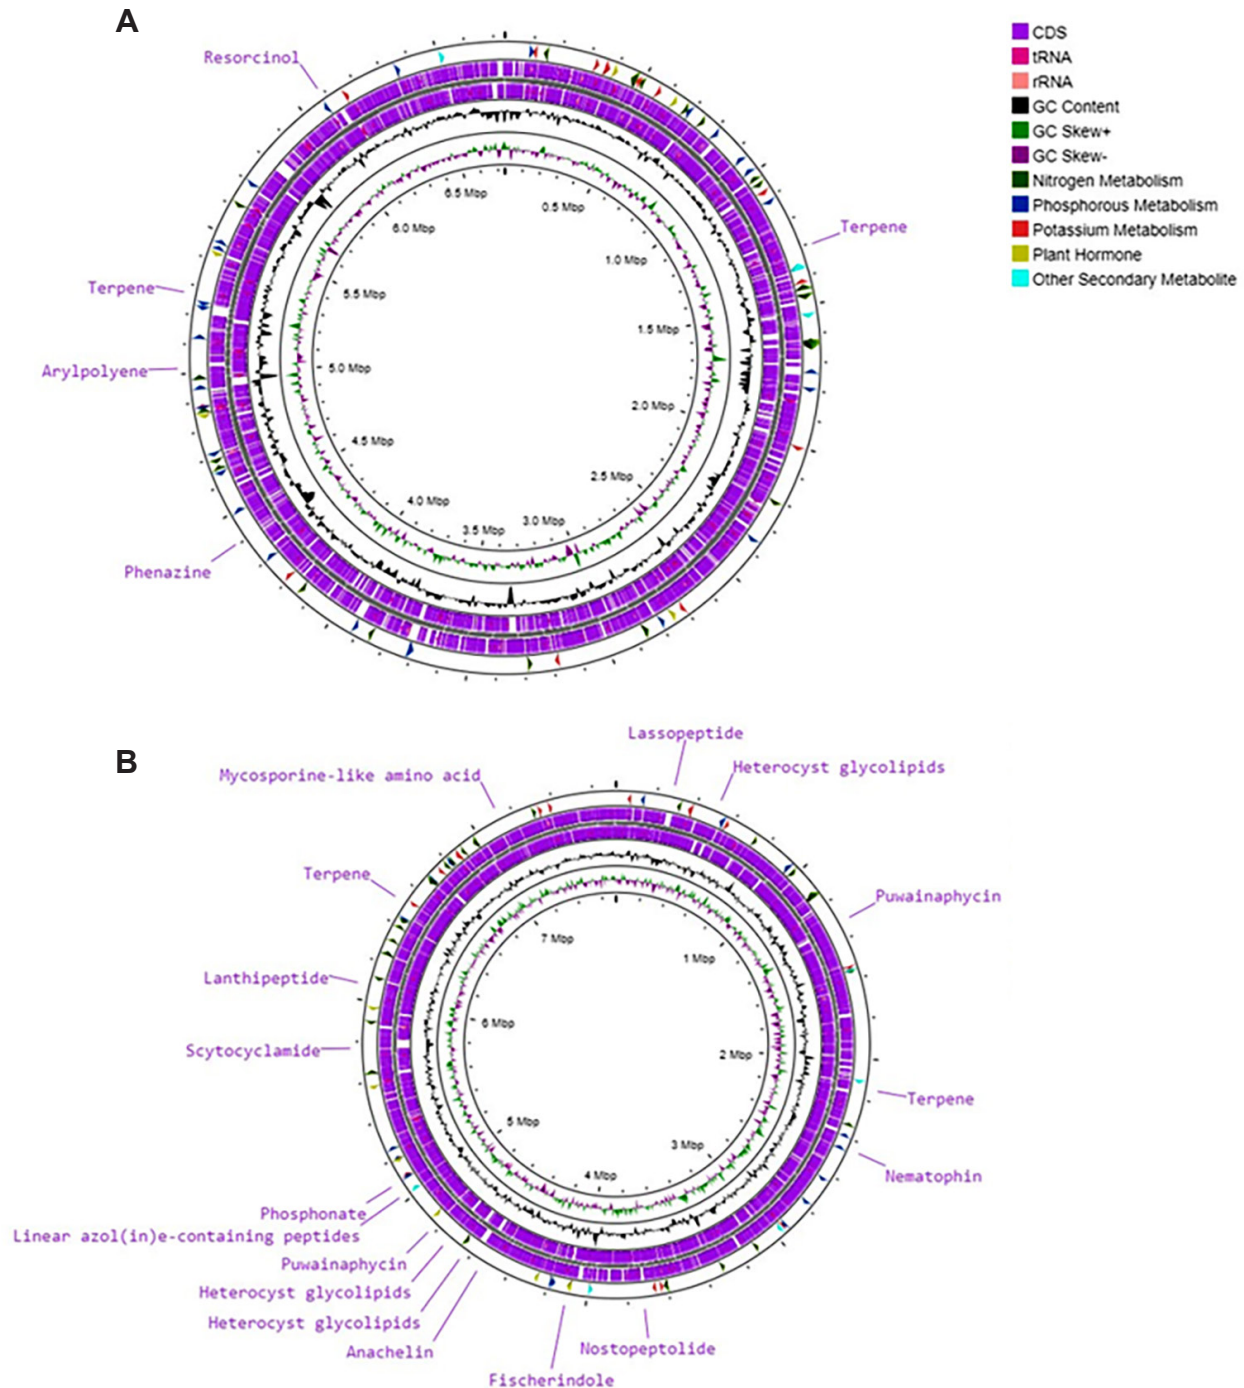 A
Resorcinol
Terpene
Terpene
Arylpolyene
Phenazine
6.5 Mbp
0.5 Mbp
6.0 Mbp
1.0 Mbp
5.5 Mbp
1.5 Mbp
5.0 Mbp
2.0 Mbp
4.5 Mbp
2.5 Mbp
4.0 Mbp
3.5 Mbp
3.0 Mbp
CDS
tRNA
rRNA
GC Content
GC Skew+
GC Skew-
Nitrogen Metabolism
Phosphorous Metabolism
Potassium Metabolism
Plant Hormone
Other Secondary Metabolite
B
Lassopeptide
Heterocyst glycolipids
Mycosporine-like amino acid
Terpene
Puwainaphycin
Lanthipeptide
Scytocyclamide
Terpene
Nematophin
Phosphonate
Linear azol(in)e-containing peptides
Puwainaphycin
Heterocyst glycolipids
Heterocyst glycolipids
Anachelin
Nostopeptolide
Fischerindole
7 Mbp
1 Mbp
6 Mbp
2 Mbp
5 Mbp
3 Mbp
4 Mbp